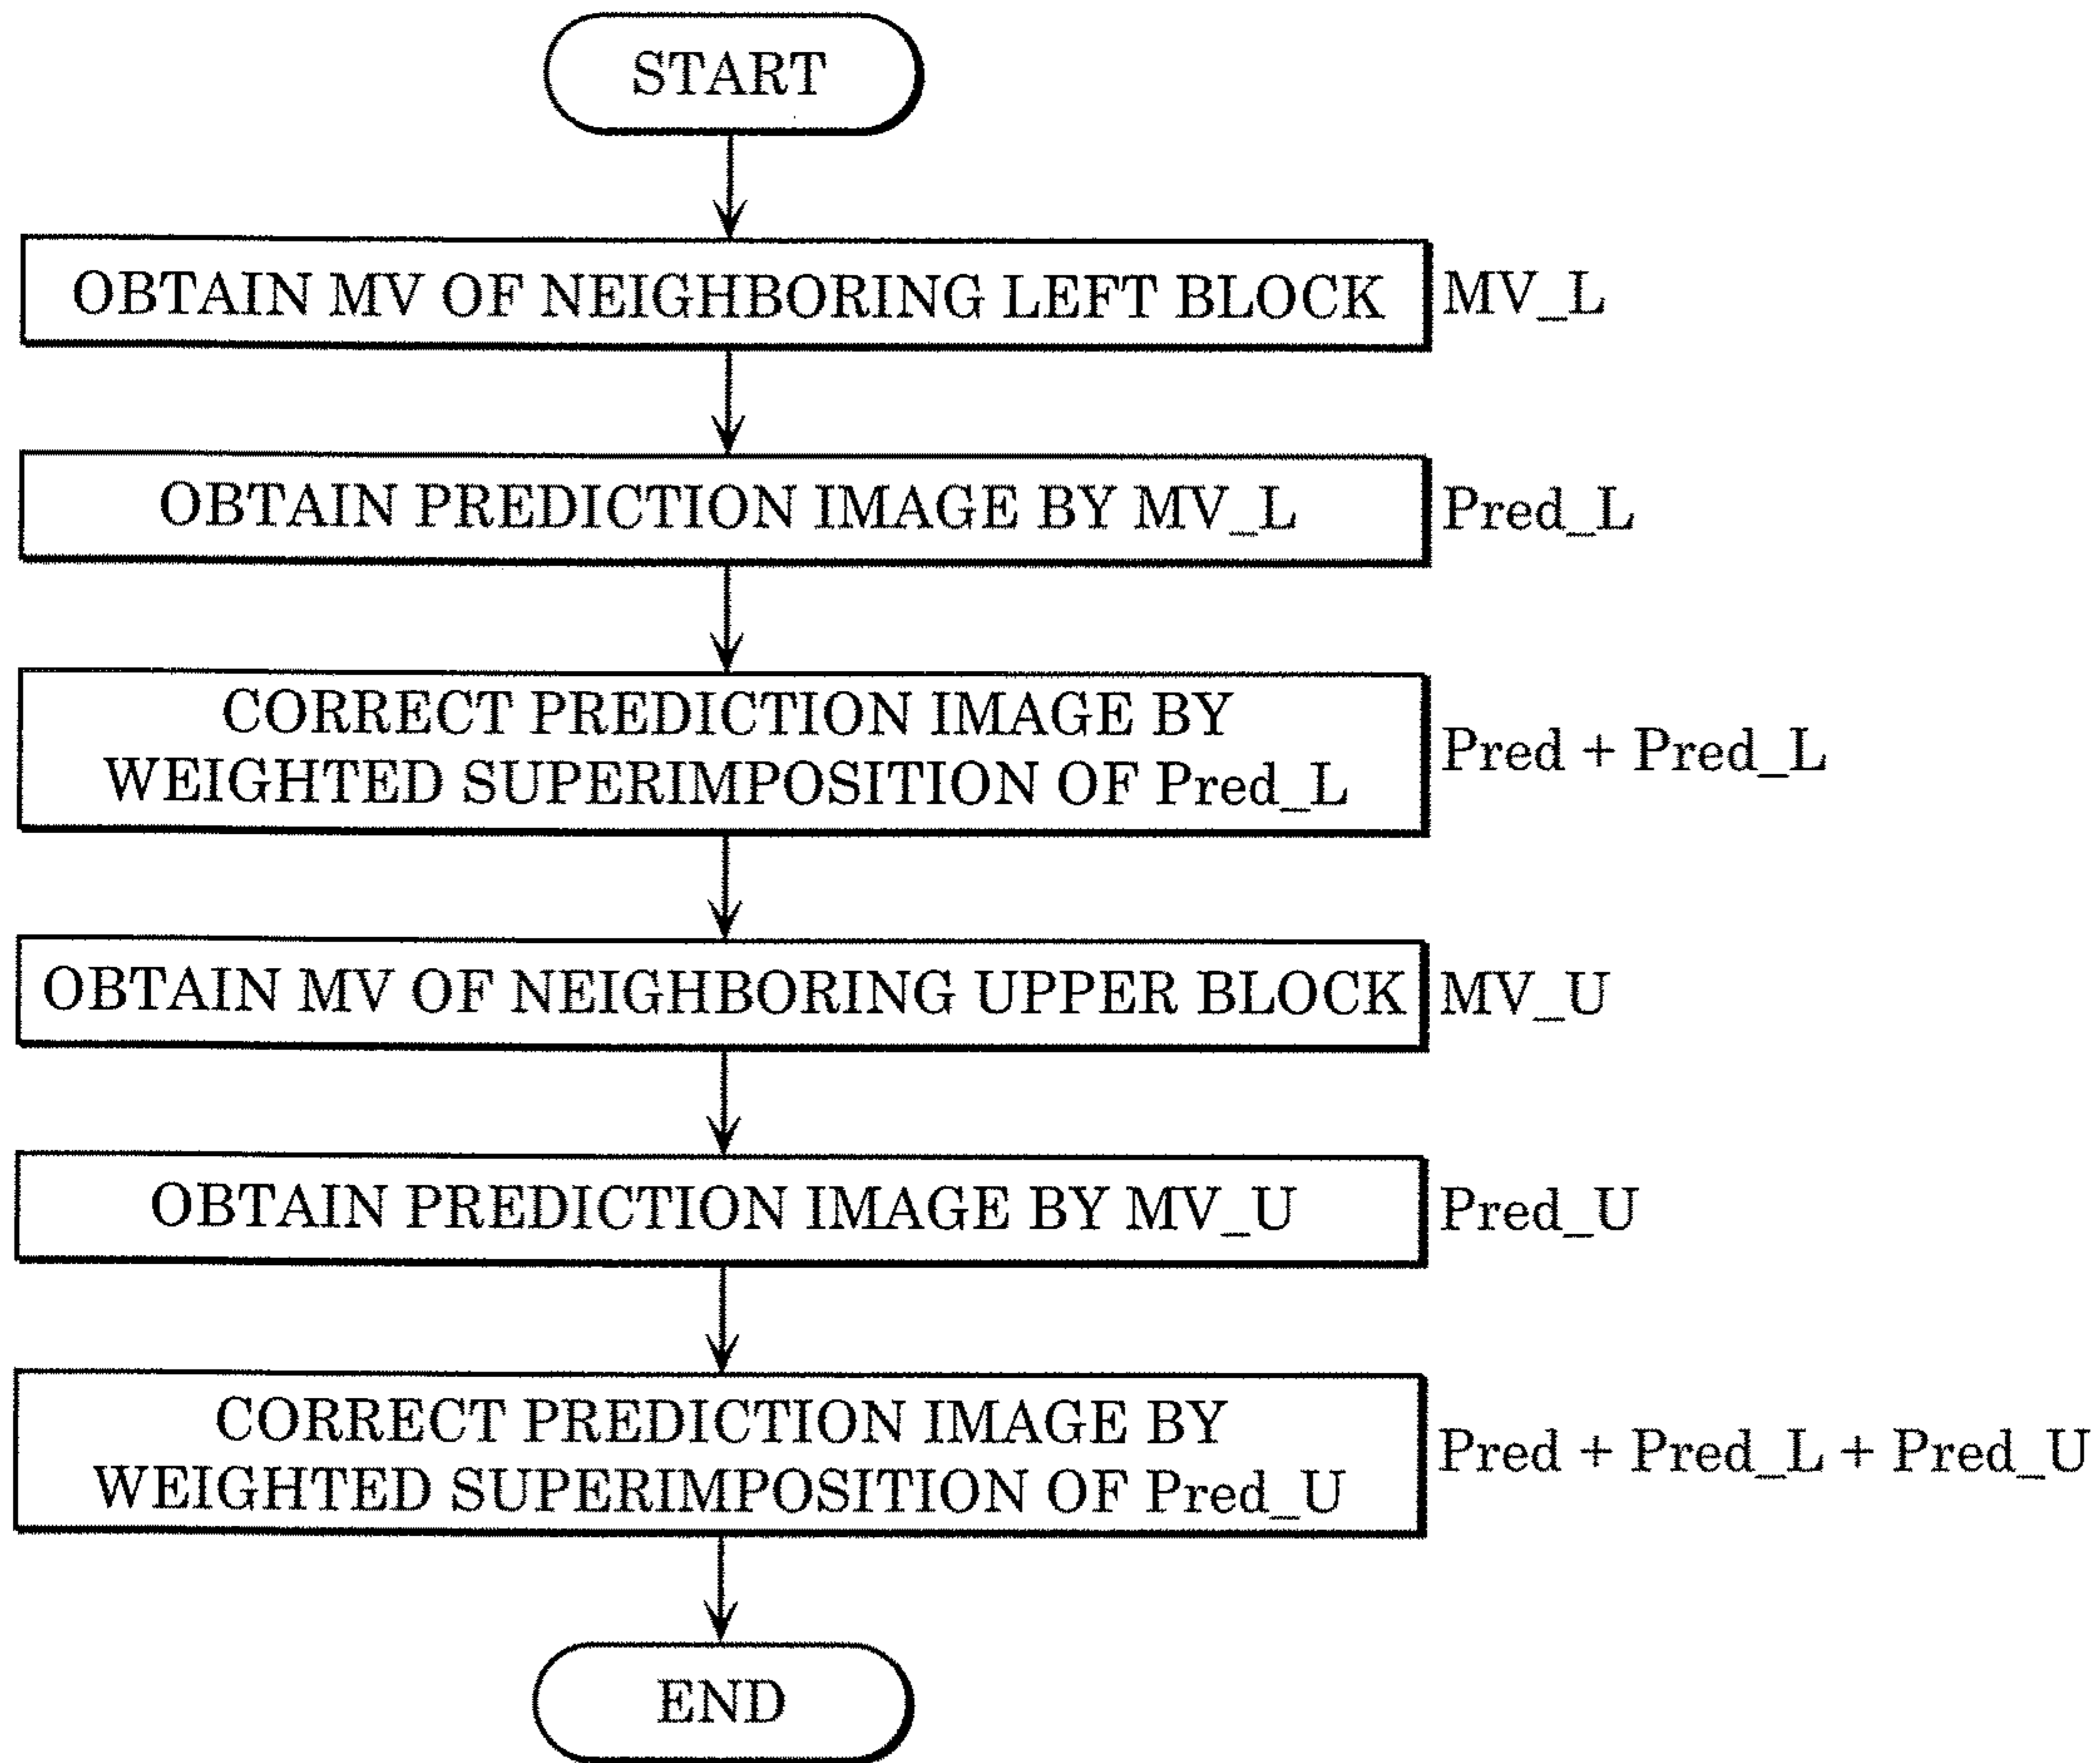 START
OBTAIN MV OF NEIGHBORING LEFT BLOCK
MV_L
OBTAIN PREDICTION IMAGE BY MV_L
Pred_L
CORRECT PREDICTION IMAGE BY
WEIGHTED SUPERIMPOSITION OF Pred_L
Pred + Pred_L
OBTAIN MV OF NEIGHBORING UPPER BLOCK
MV_U
OBTAIN PREDICTION IMAGE BY MV_U
Pred_U
CORRECT PREDICTION IMAGE BY
WEIGHTED SUPERIMPOSITION OF Pred_U
Pred + Pred_L + Pred_U
END